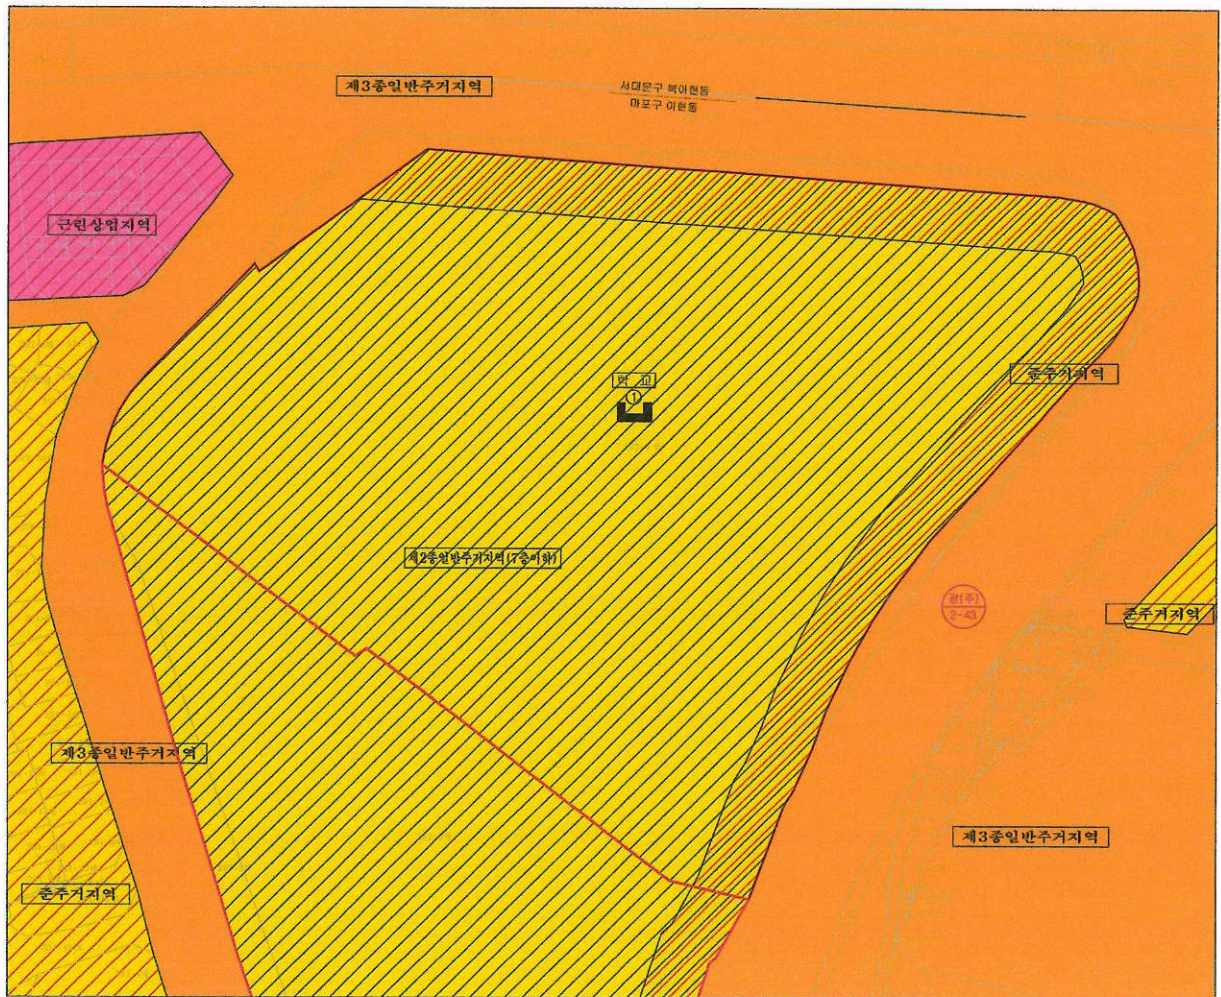 제3종일반주거지역
서대문구 북아현동
마포구 아현동
근린상업지역
준주거지역
학 교
①
제2종일반주거지역(7층이하)
광(주)
2-43
준주거지역
제3종일반주거지역
제3종일반주거지역
준주거지역